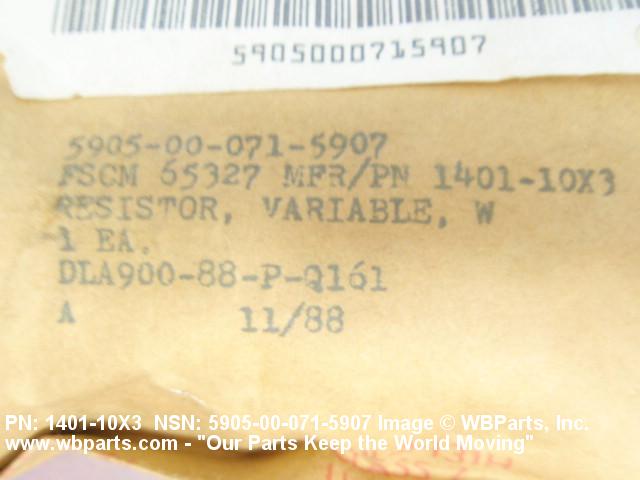 5905000715907
5905-00-071-5907
FSCM 65327 MFR/PN 1401-10X3
RESISTOR, VARIABLE, W
1 EA.
DLA900-88-P-Q161
A 11/88
PN: 1401-10X3 NSN: 5905-00-071-5907 Image © WBParts, Inc.
www.wbparts.com - "Our Parts Keep the World Moving"